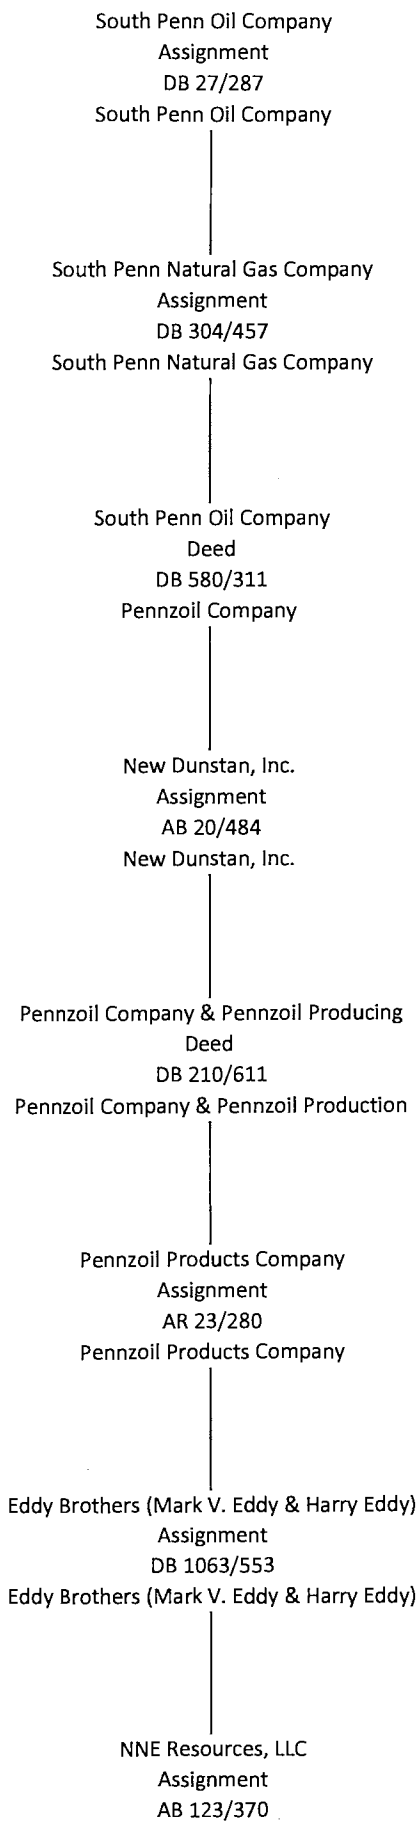 South Penn Oil Company
Assignment
DB 27/287
South Penn Oil Company
South Penn Natural Gas Company
Assignment
DB 304/457
South Penn Natural Gas Company
South Penn Oil Company
Deed
DB 580/311
Pennzoil Company
New Dunstan, Inc.
Assignment
AB 20/484
New Dunstan, Inc.
Pennzoil Company & Pennzoil Producing
Deed
DB 210/611
Pennzoil Company & Pennzoil Production
Pennzoil Products Company
Assignment
AR 23/280
Pennzoil Products Company
Eddy Brothers (Mark V. Eddy & Harry Eddy)
Assignment
DB 1063/553
Eddy Brothers (Mark V. Eddy & Harry Eddy)
NNE Resources, LLC
Assignment
AB 123/370